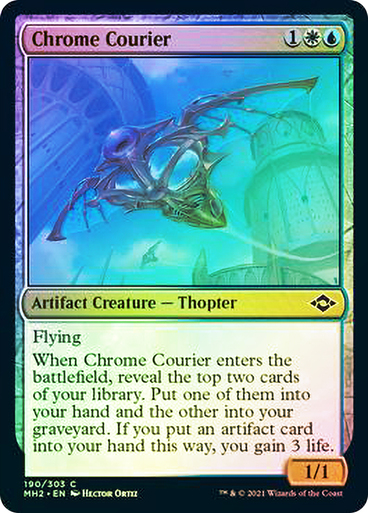 Chrome Courier 1
Artifact Creature — Thopter
Flying
When Chrome Courier enters the
battlefield, reveal the top two cards
of your library. Put one of them into
your hand and the other into your
graveyard. If you put an artifact card
into your hand this way, you gain 3 life.
1/1
190/303 C
MH2 • EN Hector Ortiz
™ & © 2021 Wizards of the Coast